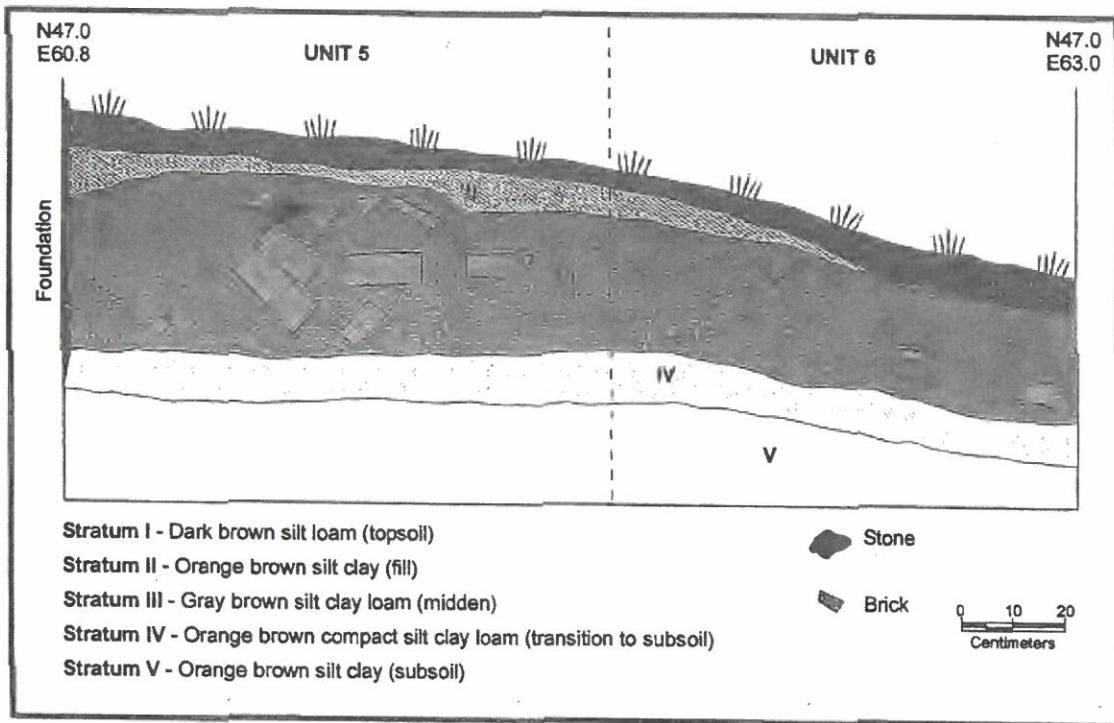 N47.0
E60.8
UNIT 5
UNIT 6
N47.0
E63.0
Foundation
II
IV
V
Stratum I - Dark brown silt loam (topsoil)
Stratum II - Orange brown silt clay (fill)
Stratum III - Gray brown silt clay loam (midden)
Stratum IV - Orange brown compact silt clay loam (transition to subsoil)
Stratum V - Orange brown silt clay (subsoil)
Stone
Brick
0 10 20
Centimeters